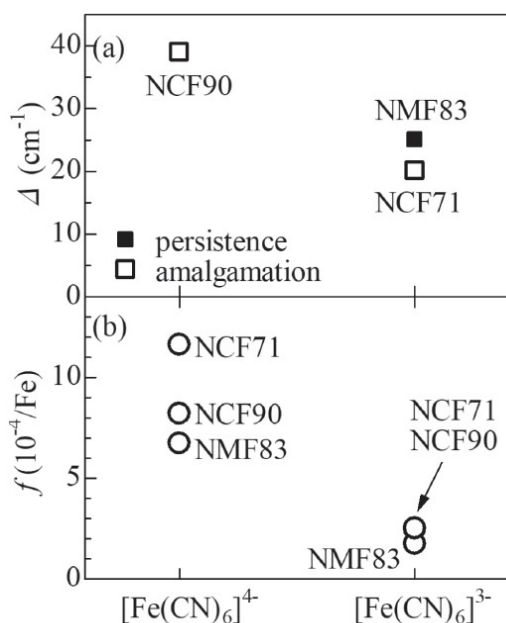 (a)
40
30
20
10
0
Δ (cm⁻¹)
NCF90
NMF83
NCF71
■ persistence
□ amalgamation
(b)
10
5
0
f (10⁻⁴/Fe)
NCF71
NCF90
NMF83
NCF71
NCF90
NMF83
[Fe(CN)₆]⁴⁻
[Fe(CN)₆]³⁻